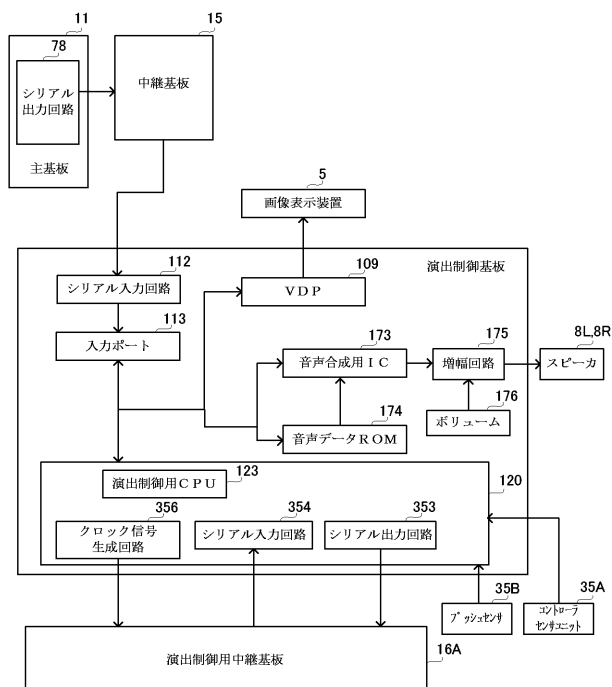 11
78
シリアル
出力回路
主基板
15
中継基板
5
画像表示装置
演出制御基板
112
シリアル入力回路
109
VDP
113
入力ポート
173
音声合成用IC
175
増幅回路
8L,8R
スピーカ
174
音声データROM
176
ボリューム
123
演出制御用CPU
120
356
クロック信号
生成回路
354
シリアル入力回路
353
シリアル出力回路
35B
プッシュセンサ
35A
コントローラ
センサユニット
演出制御用中継基板
16A